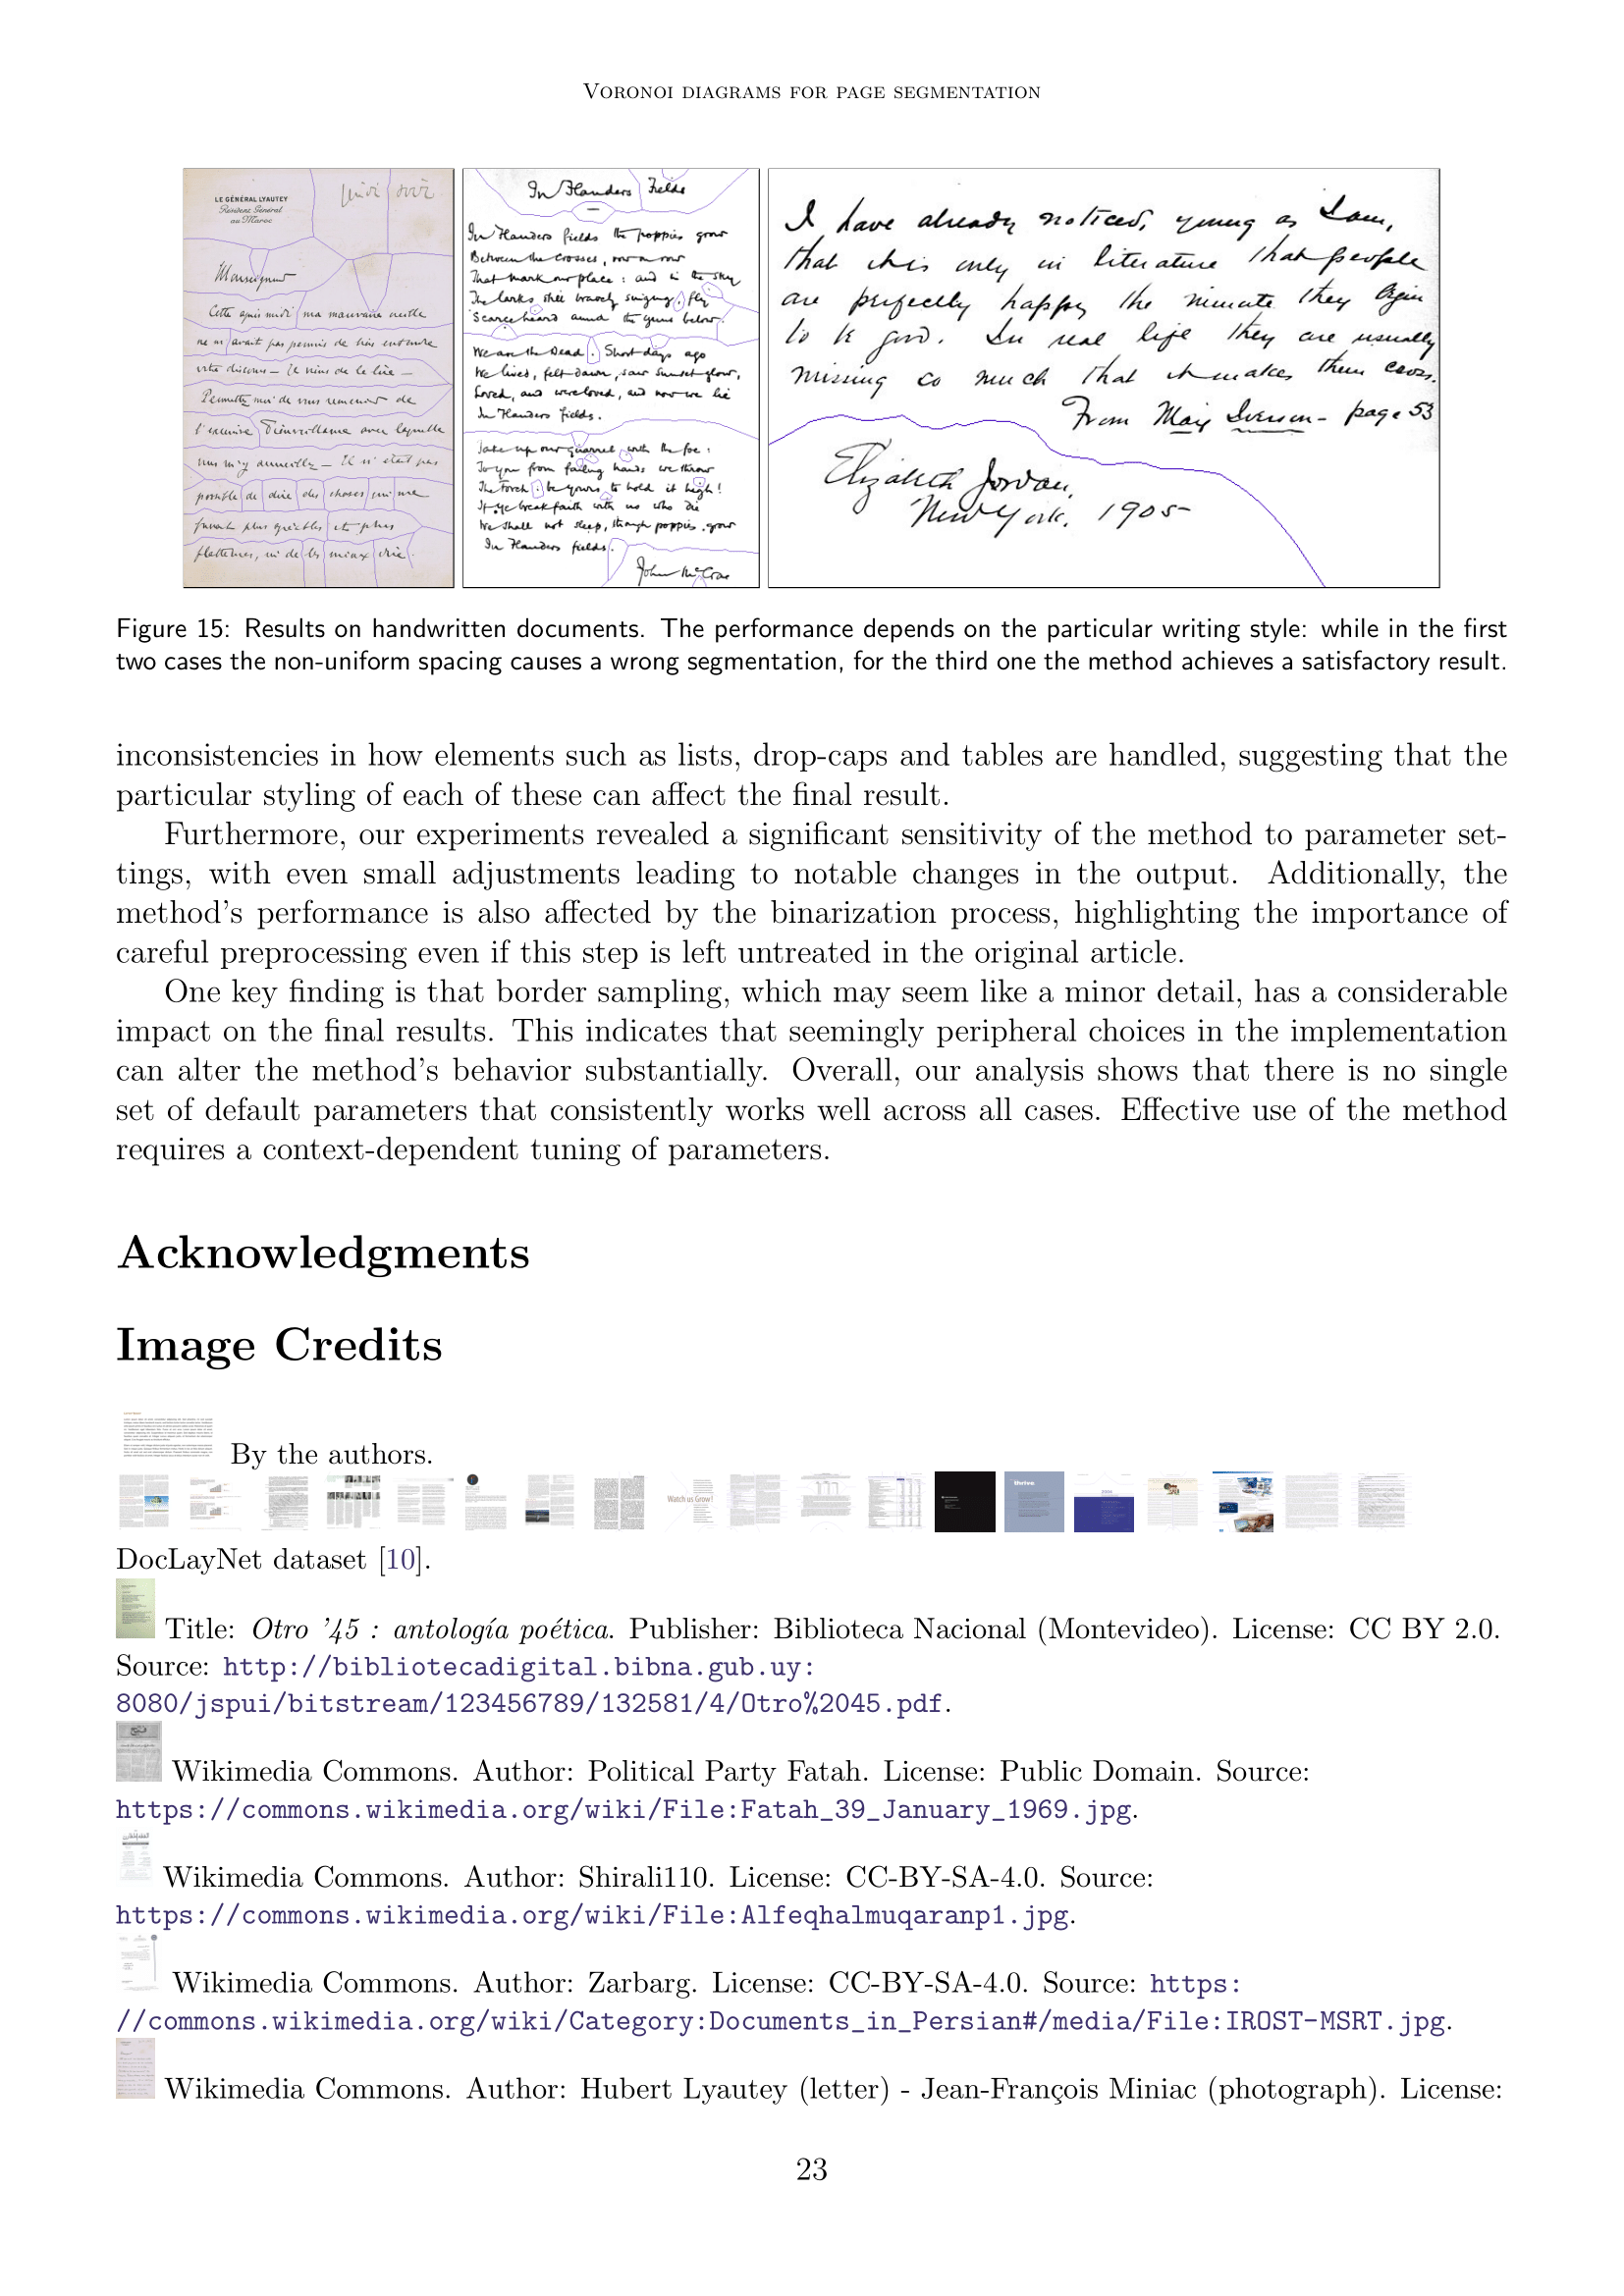 Voronoi diagrams for page segmentation
LE GÉNÉRAL LYAUTEY
Résident Général
au Maroc
Monseigneur
Cette après midi ma mauvaise oreille
ne m'avait pas permis de bien entendre
votre discours — Je viens de le lire —
Permettez moi de vous remercier de
l'exquise bienveillance avec laquelle
vous m'y accueillez — Il n'était pas
possible de dire des choses qui me
fussent plus agréables et plus
flatteuses, ni de les mieux dire.
In Flanders Fields
In Flanders fields the poppies grow
Between the crosses, row on row
That mark our place: and in the sky
The larks still bravely singing, fly
Scarce heard amid the guns below.
We are the Dead. Short days ago
We lived, felt dawn, saw sunset glow,
Loved, and were loved, and now we lie
In Flanders fields.
Take up our quarrel with the foe:
To you from failing hands we throw
The Torch: be yours to hold it high!
If ye break faith with us who die
We shall not sleep, though poppies grow
In Flanders fields.
John McCrae
I have already noticed, young as I am,
that it is only in literature that people
are perfectly happy the minute they begin
to be good. In real life they are usually
missing so much that it makes them cross.
From May Iverson - page 53
Elizabeth Jordan,
New York, 1905-
Figure 15: Results on handwritten documents. The performance depends on the particular writing style: while in the first
two cases the non-uniform spacing causes a wrong segmentation, for the third one the method achieves a satisfactory result.
inconsistencies in how elements such as lists, drop-caps and tables are handled, suggesting that the
particular styling of each of these can affect the final result.
Furthermore, our experiments revealed a significant sensitivity of the method to parameter set-
tings, with even small adjustments leading to notable changes in the output. Additionally, the
method's performance is also affected by the binarization process, highlighting the importance of
careful preprocessing even if this step is left untreated in the original article.
One key finding is that border sampling, which may seem like a minor detail, has a considerable
impact on the final results. This indicates that seemingly peripheral choices in the implementation
can alter the method's behavior substantially. Overall, our analysis shows that there is no single
set of default parameters that consistently works well across all cases. Effective use of the method
requires a context-dependent tuning of parameters.
Acknowledgments
Image Credits
By the authors.
Watch us Grow!
thrive
DocLayNet dataset [10].
Title: Otro '45 : antología poética. Publisher: Biblioteca Nacional (Montevideo). License: CC BY 2.0.
Source: http://bibliotecadigital.bibna.gub.uy:
8080/jspui/bitstream/123456789/132581/4/Otro%2045.pdf.
Wikimedia Commons. Author: Political Party Fatah. License: Public Domain. Source:
https://commons.wikimedia.org/wiki/File:Fatah_39_January_1969.jpg.
Wikimedia Commons. Author: Shirali110. License: CC-BY-SA-4.0. Source:
https://commons.wikimedia.org/wiki/File:Alfeqhalmuqaranp1.jpg.
Wikimedia Commons. Author: Zarbarg. License: CC-BY-SA-4.0. Source: https:
//commons.wikimedia.org/wiki/Category:Documents_in_Persian#/media/File:IROST-MSRT.jpg.
Wikimedia Commons. Author: Hubert Lyautey (letter) - Jean-François Miniac (photograph). License:
23